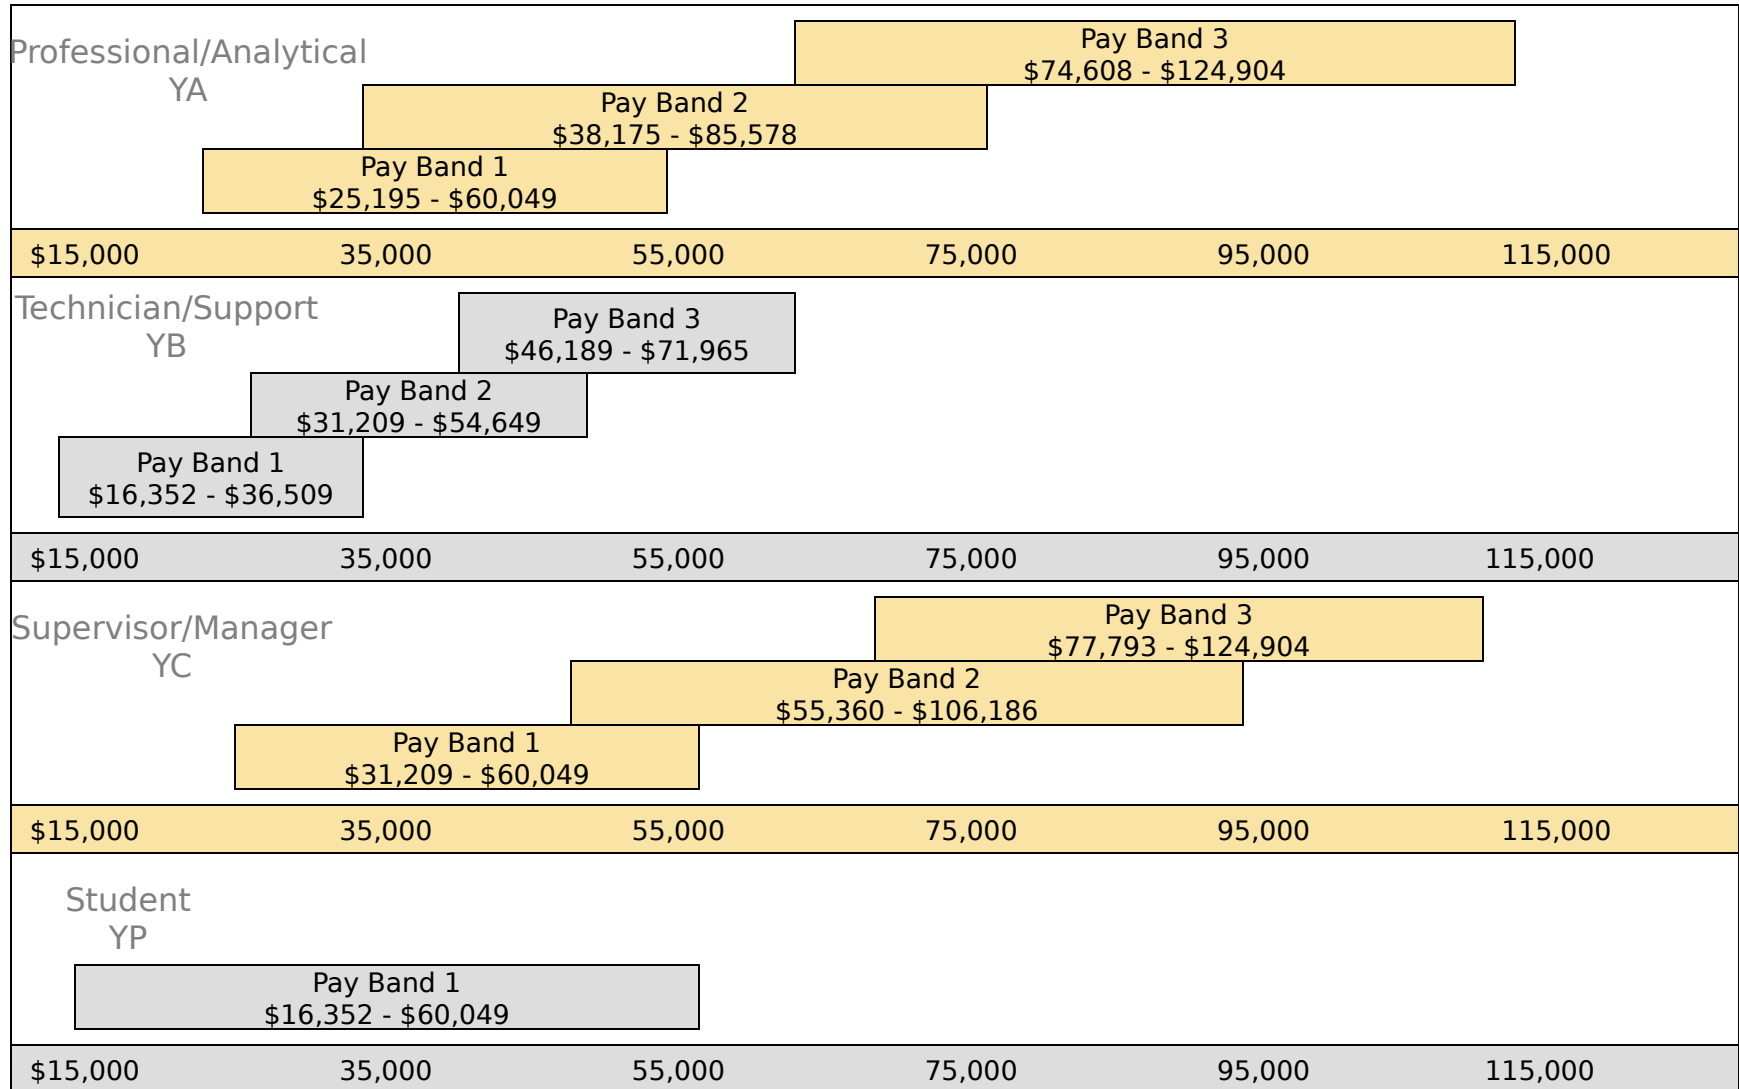 Professional/Analytical
YA
Pay Band 3
$74,608 - $124,904
Pay Band 2
$38,175 - $85,578
Pay Band 1
$25,195 - $60,049
$15,000 35,000 55,000 75,000 95,000 115,000
Technician/Support
YB
Pay Band 3
$46,189 - $71,965
Pay Band 2
$31,209 - $54,649
Pay Band 1
$16,352 - $36,509
$15,000 35,000 55,000 75,000 95,000 115,000
Supervisor/Manager
YC
Pay Band 3
$77,793 - $124,904
Pay Band 2
$55,360 - $106,186
Pay Band 1
$31,209 - $60,049
$15,000 35,000 55,000 75,000 95,000 115,000
Student
YP
Pay Band 1
$16,352 - $60,049
$15,000 35,000 55,000 75,000 95,000 115,000